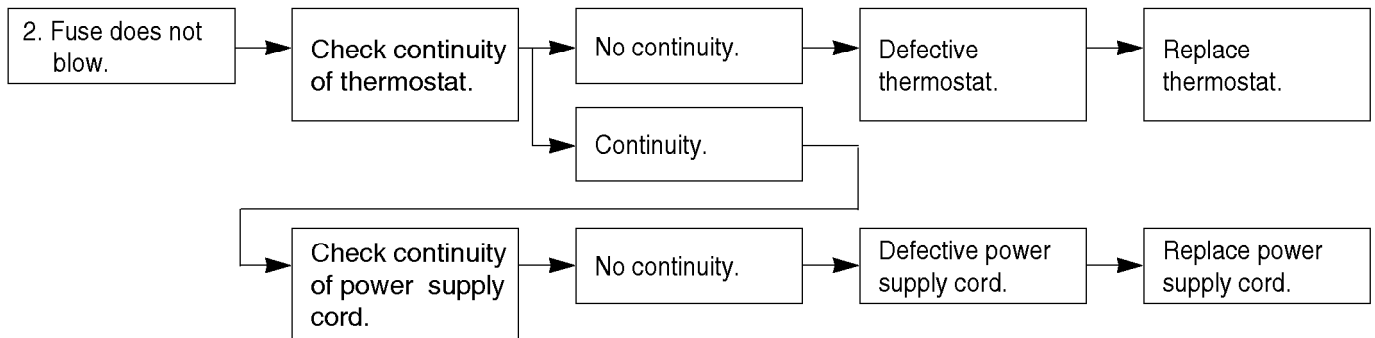 2. Fuse does not
blow.
Check continuity
of thermostat.
No continuity.
Defective
thermostat.
Replace
thermostat.
Continuity.
Check continuity
of power supply
cord.
No continuity.
Defective power
supply cord.
Replace power
supply cord.